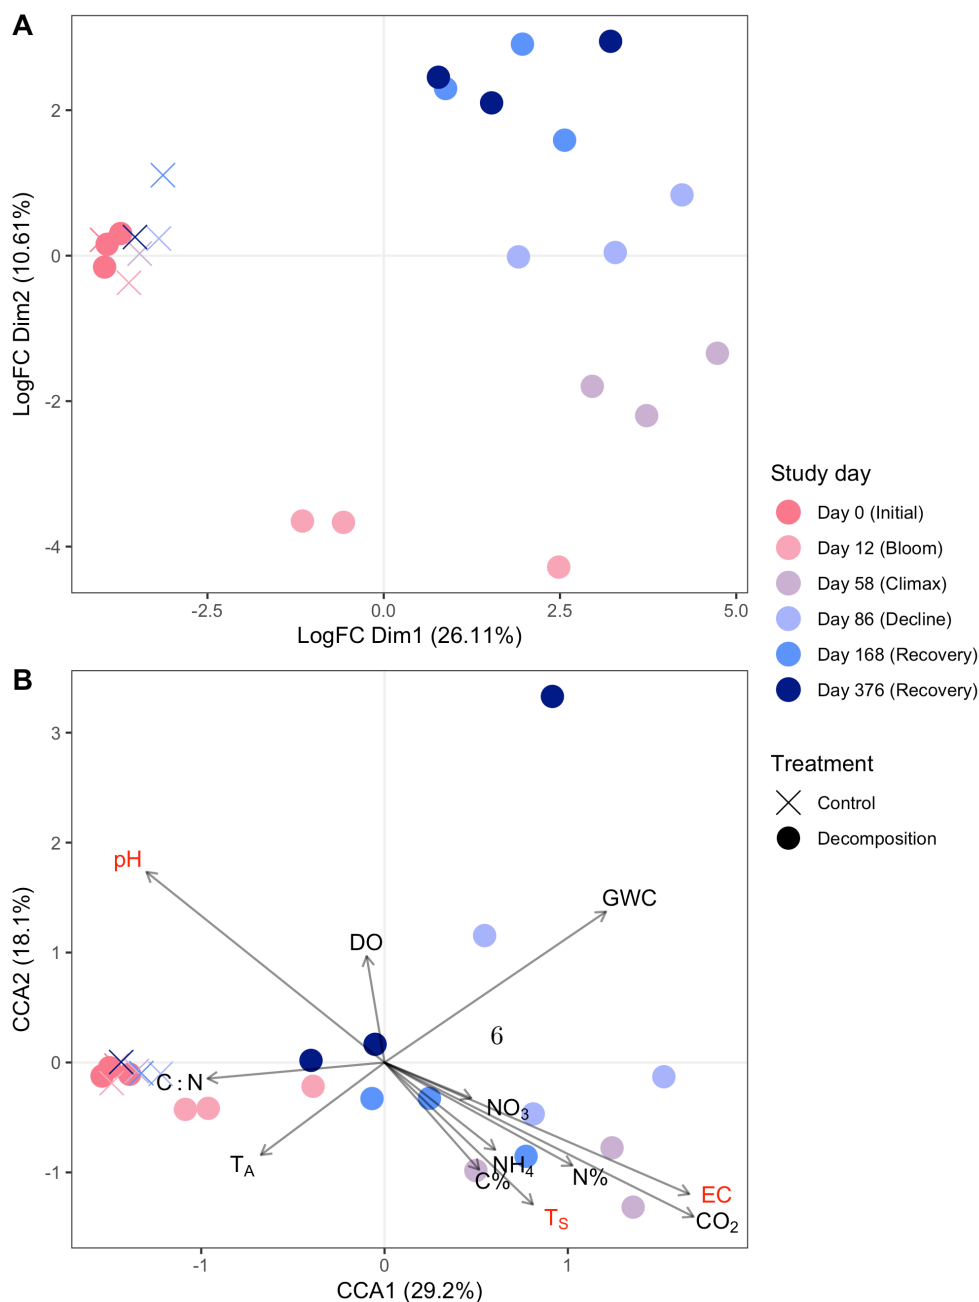 A
LogFC Dim2 (10.61%)
2
0
-2
-4
-2.5
0.0
2.5
5.0
LogFC Dim1 (26.11%)
Study day
Day 0 (Initial)
Day 12 (Bloom)
Day 58 (Climax)
Day 86 (Decline)
Day 168 (Recovery)
Day 376 (Recovery)
Treatment
Control
Decomposition
B
CCA2 (18.1%)
3
2
1
0
-1
pH
GWC
DO
6
C : N
NO3
TA
NH4
C%
N%
EC
TS
CO2
-1
0
1
CCA1 (29.2%)